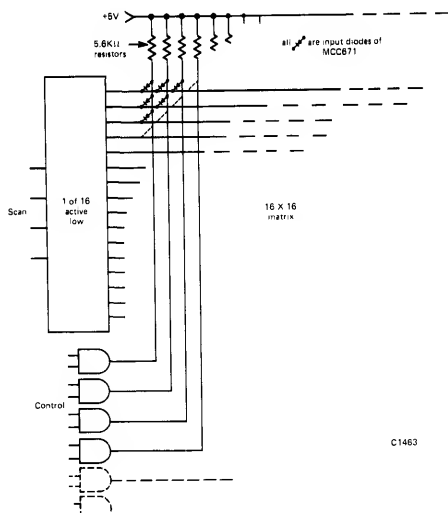 +5V
5.6KΩ
resistors
all are input diodes of
MCC671
1 of 16
active
low
Scan
16 X 16
matrix
Control
C1463